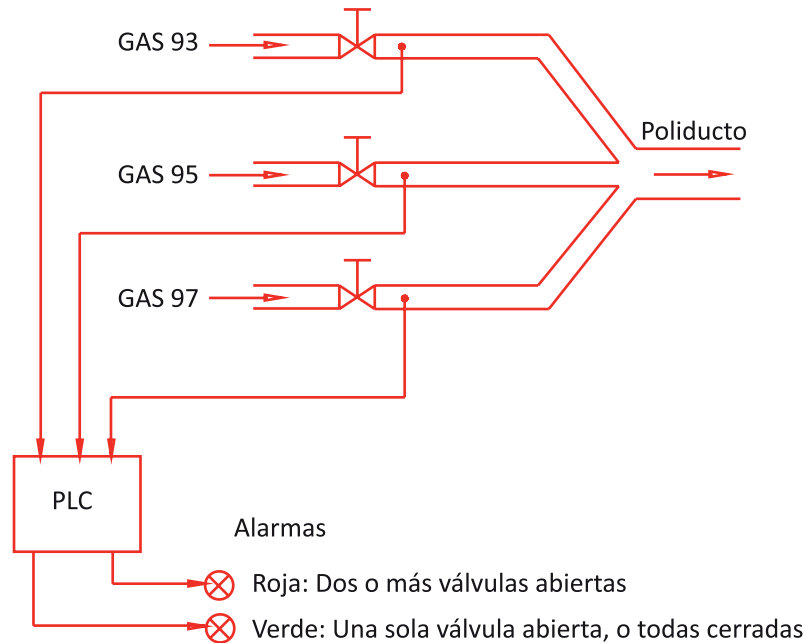 GAS 93
Poliducto
GAS 95
GAS 97
PLC
Alarmas
Roja: Dos o más válvulas abiertas
Verde: Una sola válvula abierta, o todas cerradas